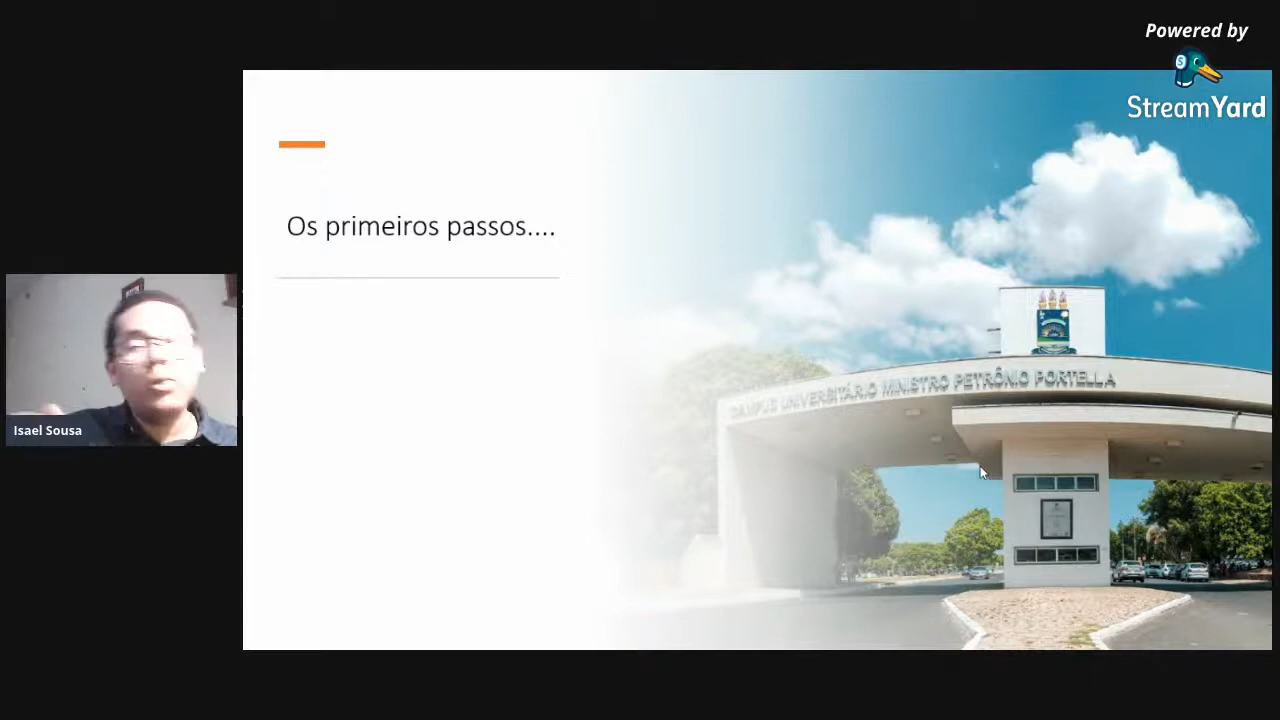 Powered by
StreamYard
Os primeiros passos....
CAMPUS UNIVERSITÁRIO MINISTRO PETRÔNIO PORTELLA
Isael Sousa